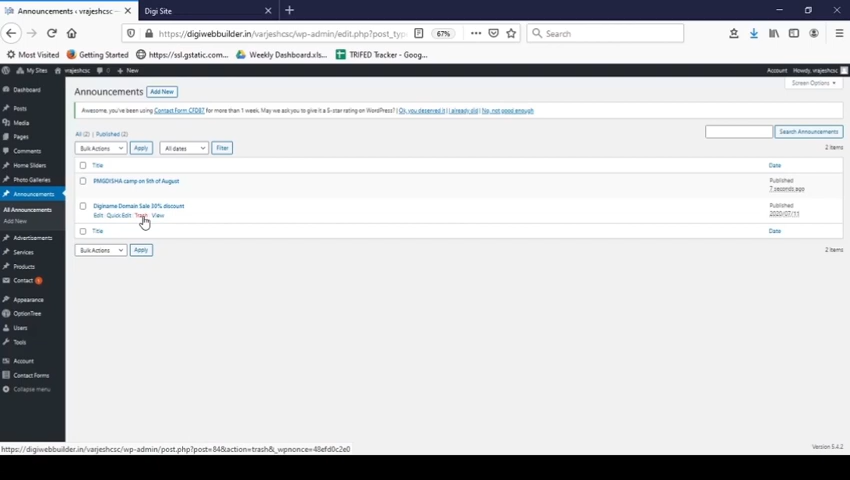 Announcements ‹ vrajeshcsc — W
Digi Site
https://digiwebbuilder.in/varjeshcsc/wp-admin/edit.php?post_ty
67%
Search
Most Visited
Getting Started
https://ssl.gstatic.com...
Weekly Dashboard.xls...
TRIFED Tracker - Goog...
My Sites
vrajeshcsc
0
New
Account
Howdy, vrajeshcsc
Dashboard
Posts
Media
Pages
Comments
Home Sliders
Photo Galleries
Announcements
All Announcements
Add New
Advertisements
Services
Products
Contact
Appearance
OptionTree
Users
Tools
Account
Contact Forms
Collapse menu
Announcements
Add New
Screen Options
Awesome, you've been using Contact Form CFDB7 for more than 1 week. May we ask you to give it a 5-star rating on WordPress? | Ok, you deserved it | I already did | No, not good enough
All (2) | Published (2)
Search Announcements
Bulk Actions
Apply
All dates
Filter
2 items
Title
Date
PMGDISHA camp on 5th of August
Published
7 seconds ago
Diginame Domain Sale 30% discount
Published
2020/07/11
Edit
Quick Edit
Trash
View
Title
Date
Bulk Actions
Apply
2 items
https://digiwebbuilder.in/varjeshcsc/wp-admin/post.php?post=84&action=trash&_wpnonce=48efd0c2e0
Version 5.4.2